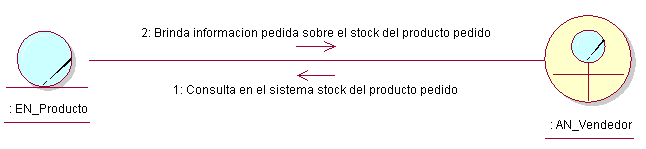 2: Brinda informacion pedida sobre el stock del producto pedido
1: Consulta en el sistema stock del producto pedido
: EN_Producto
: AN_Vendedor